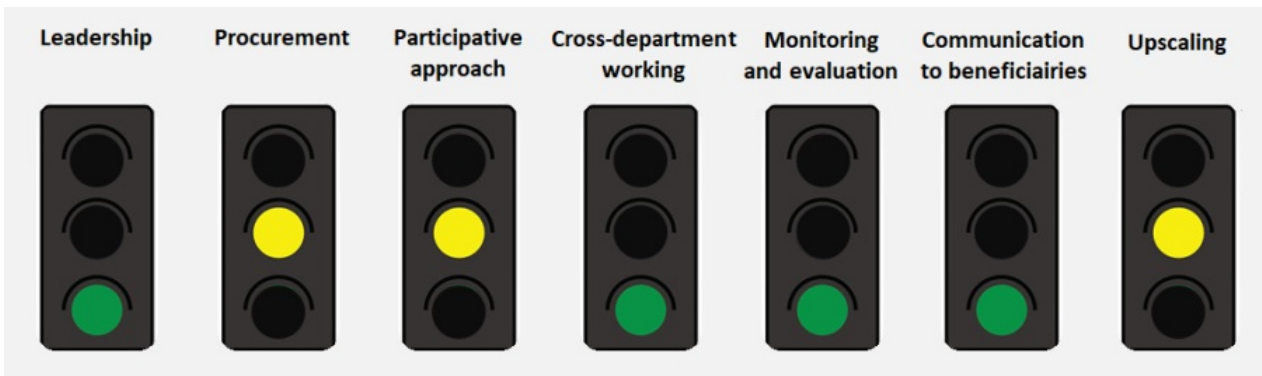 Leadership
Procurement
Participative
approach
Cross-department
working
Monitoring
and evaluation
Communication
to beneficiairies
Upscaling